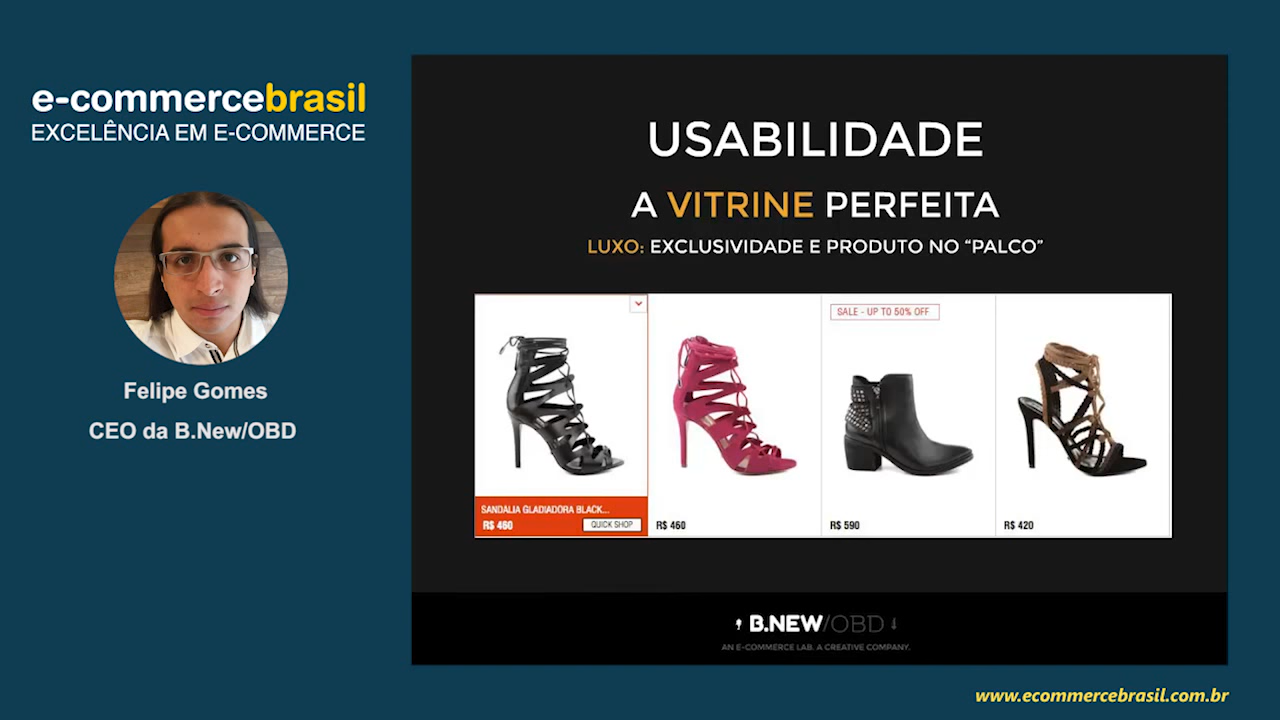 e-commercebrasil
EXCELÊNCIA EM E-COMMERCE
Felipe Gomes
CEO da B.New/OBD
USABILIDADE
A VITRINE PERFEITA
LUXO: EXCLUSIVIDADE E PRODUTO NO “PALCO”
SALE - UP TO 50% OFF
SANDÁLIA GLADIADORA BLACK...
R$ 460
QUICK SHOP
R$ 460
R$ 590
R$ 420
B.NEW/OBD
AN E-COMMERCE LAB. A CREATIVE COMPANY.
www.ecommercebrasil.com.br